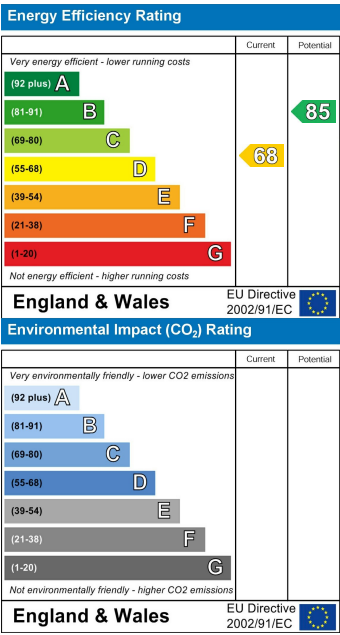 Energy Efficiency Rating
Current Potential
Very energy efficient - lower running costs
(92 plus) A
(81-91) B
85
(69-80) C
68
(55-68) D
(39-54) E
(21-38) F
(1-20) G
Not energy efficient - higher running costs
England & Wales
EU Directive
2002/91/EC
Environmental Impact (CO₂) Rating
Current Potential
Very environmentally friendly - lower CO2 emissions
(92 plus) A
(81-91) B
(69-80) C
(55-68) D
(39-54) E
(21-38) F
(1-20) G
Not environmentally friendly - higher CO2 emissions
England & Wales
EU Directive
2002/91/EC